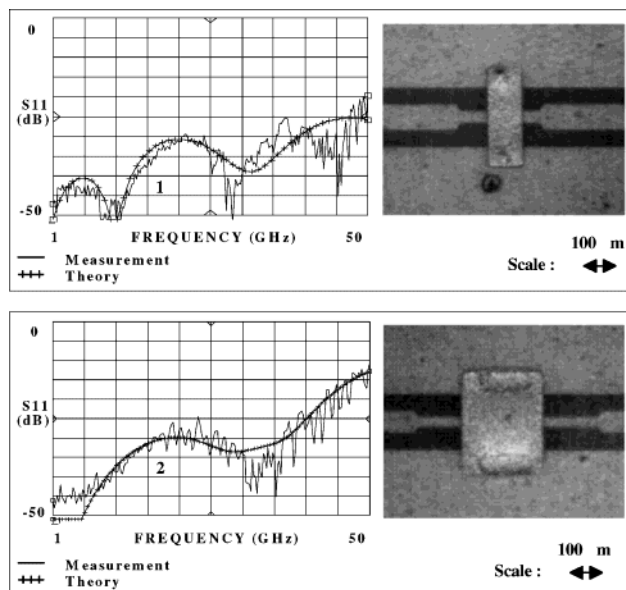 0
S11
(dB)
1
-50
1 FREQUENCY (GHz) 50
Measurement
Theory
100 m
Scale :
0
S11
(dB)
2
-50
1 FREQUENCY (GHz) 50
Measurement
Theory
100 m
Scale :